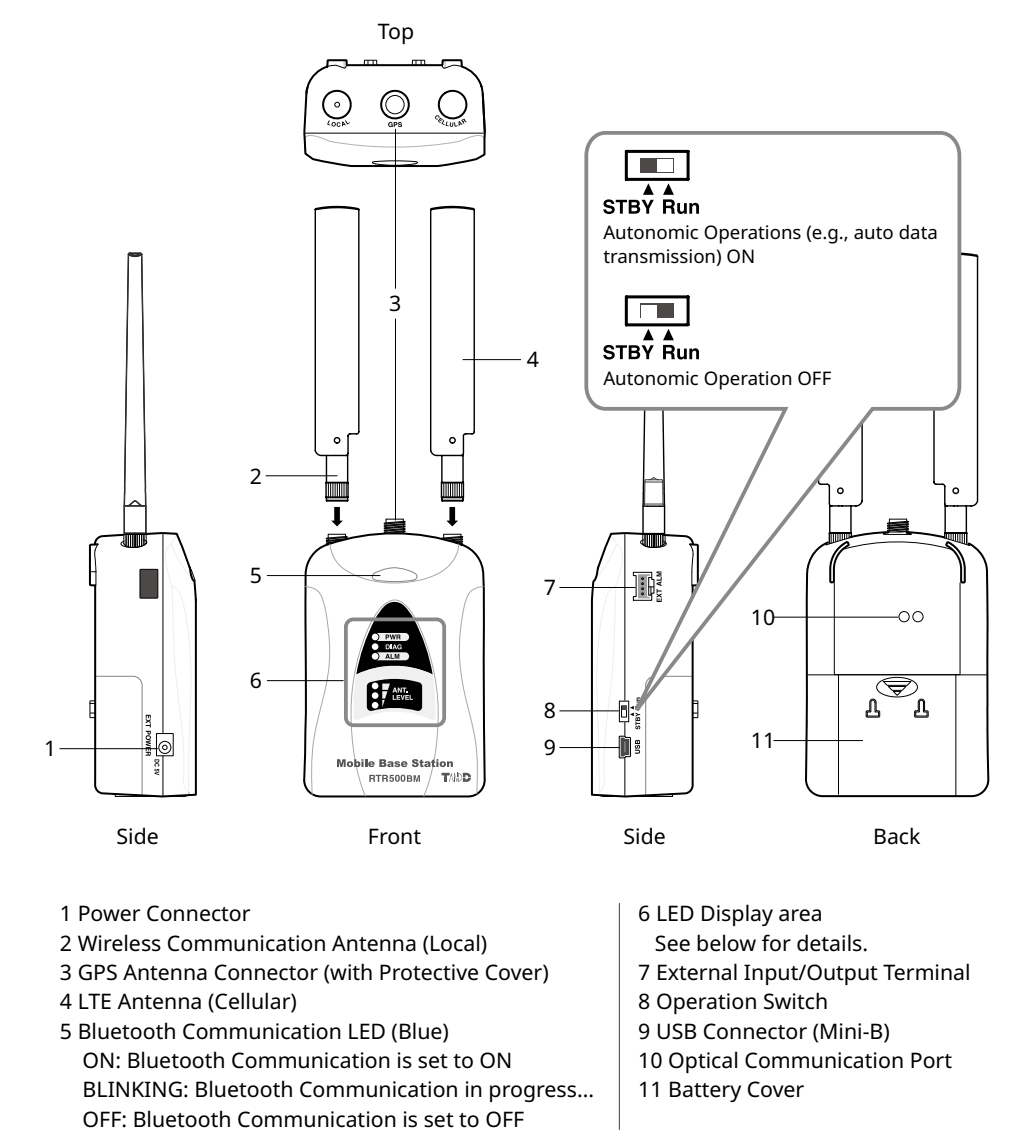 Top
LOCAL
GPS
CELLULAR
STBY Run
Autonomic Operations (e.g., auto data
transmission) ON
STBY Run
Autonomic Operation OFF
3
4
2
5
6
PWR
DIAG
ALM
ANT.
LEVEL
Mobile Base Station
RTR500BM
T&D
1
EXT POWER
DC 5V
7
EXT ALM
8
STBY
9
USB
10
11
Side
Front
Side
Back
1 Power Connector
2 Wireless Communication Antenna (Local)
3 GPS Antenna Connector (with Protective Cover)
4 LTE Antenna (Cellular)
5 Bluetooth Communication LED (Blue)
ON: Bluetooth Communication is set to ON
BLINKING: Bluetooth Communication in progress...
OFF: Bluetooth Communication is set to OFF
6 LED Display area
See below for details.
7 External Input/Output Terminal
8 Operation Switch
9 USB Connector (Mini-B)
10 Optical Communication Port
11 Battery Cover